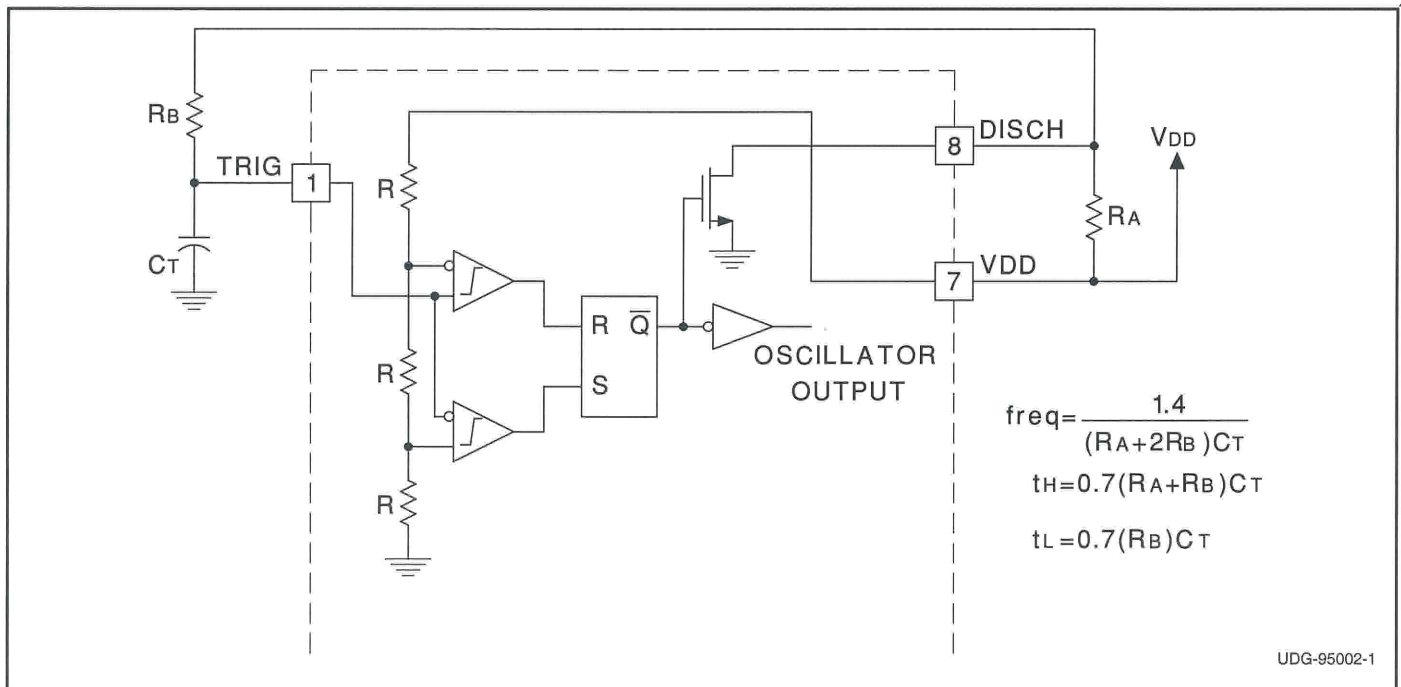 RB
TRIG
1
CT
R
R
R
R Q̅
S
8
DISCH
VDD
RA
7
VDD
OSCILLATOR
OUTPUT
freq= 1.4
(RA+2RB)CT
tH=0.7(RA+RB)CT
tL=0.7(RB)CT
UDG-95002-1